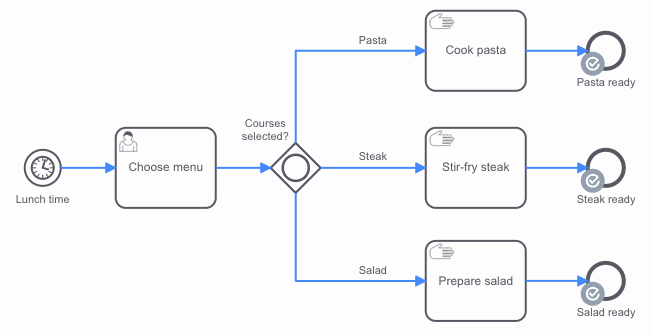 Pasta
Cook pasta
Pasta ready
Courses
selected?
Lunch time
Choose menu
Steak
Stir-fry steak
Steak ready
Salad
Prepare salad
Salad ready